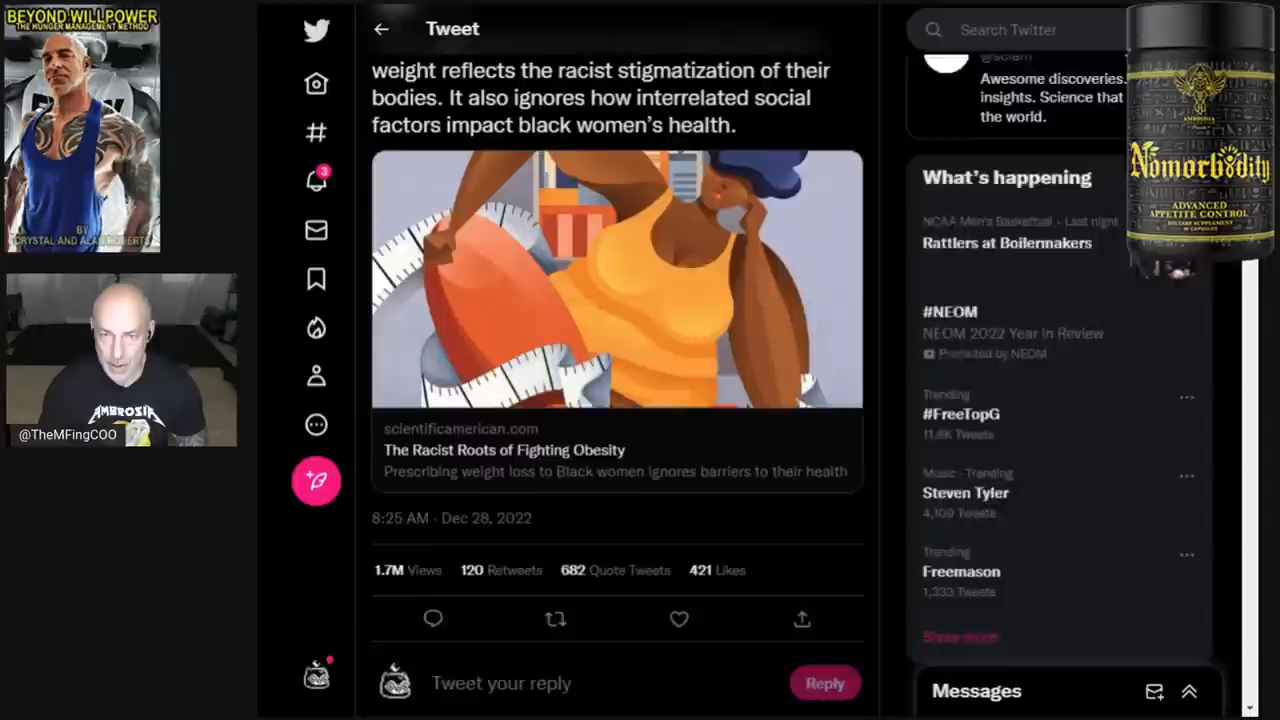 BEYOND WILLPOWER
THE HUNGER MANAGEMENT METHOD
BY
CRYSTAL AND ALAN ROBERTS
AMBROSIA
@TheMFingCOO
Tweet
weight reflects the racist stigmatization of their
bodies. It also ignores how interrelated social
factors impact black women's health.
scientificamerican.com
The Racist Roots of Fighting Obesity
Prescribing weight loss to Black women ignores barriers to their health
8:25 AM · Dec 28, 2022
1.7M Views 120 Retweets 682 Quote Tweets 421 Likes
Tweet your reply
Reply
3
Search Twitter
@sciam
Awesome discoveries.
insights. Science that
the world.
What's happening
NCAA Men's Basketball · Last night
Rattlers at Boilermakers
#NEOM
NEOM 2022 Year In Review
Promoted by NEOM
Trending
#FreeTopG
11.6K Tweets
Music · Trending
Steven Tyler
4,109 Tweets
Trending
Freemason
1,333 Tweets
Show more
Messages
AMBROSIA
Nomorbidity
ADVANCED
APPETITE CONTROL
DIETARY SUPPLEMENT